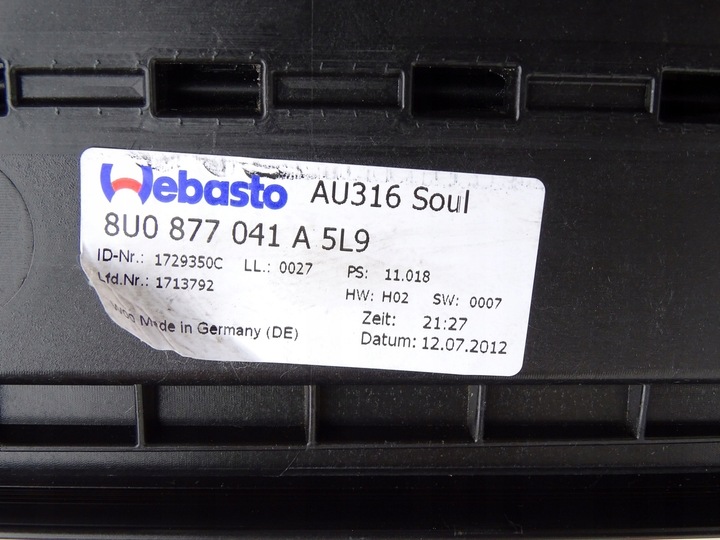 Webasto AU316 Soul
8U0 877 041 A 5L9
ID-Nr.: 1729350C LL.: 0027 PS: 11.018
Lfd.Nr.: 1713792 HW: H02 SW: 0007
Zeit: 21:27
Made in Germany (DE) Datum: 12.07.2012